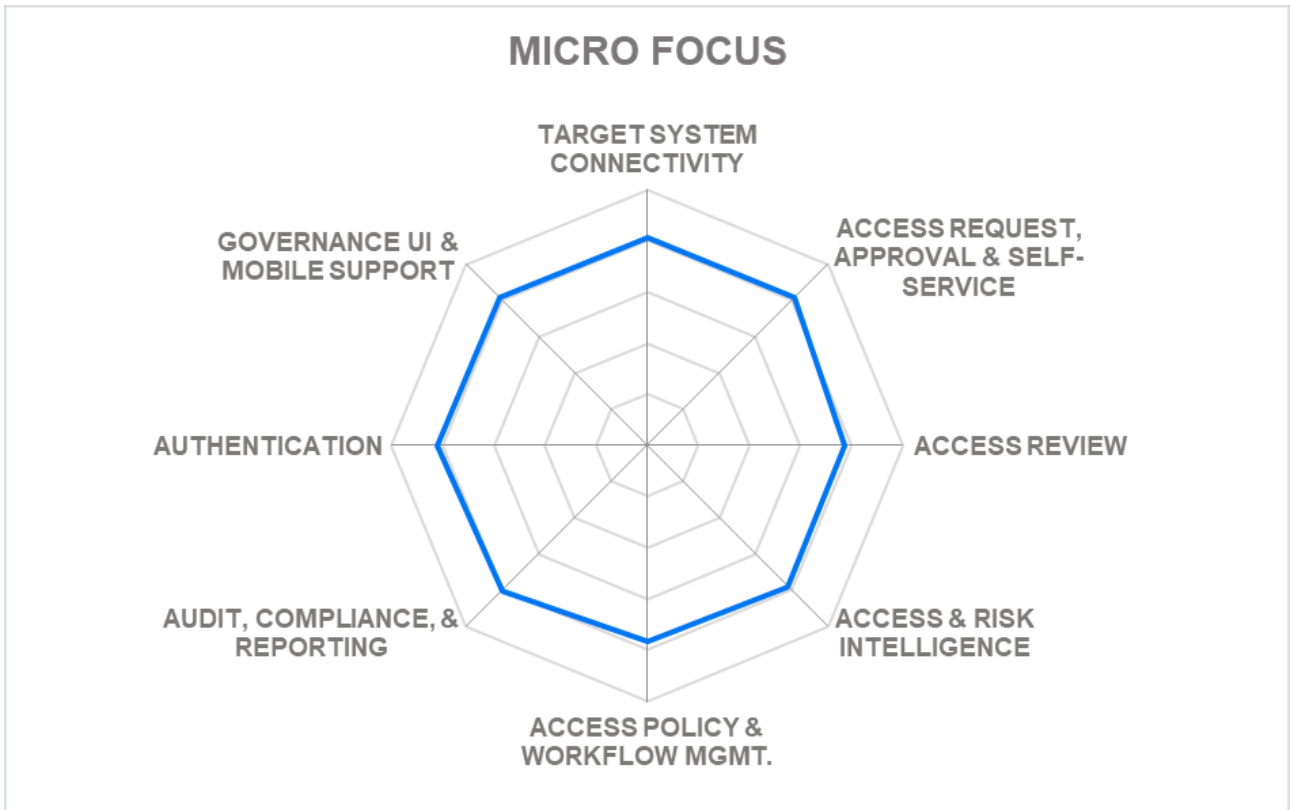 MICRO FOCUS
TARGET SYSTEM
CONNECTIVITY
ACCESS REQUEST,
APPROVAL & SELF-
SERVICE
ACCESS REVIEW
ACCESS & RISK
INTELLIGENCE
ACCESS POLICY &
WORKFLOW MGMT.
AUDIT, COMPLIANCE, &
REPORTING
AUTHENTICATION
GOVERNANCE UI &
MOBILE SUPPORT